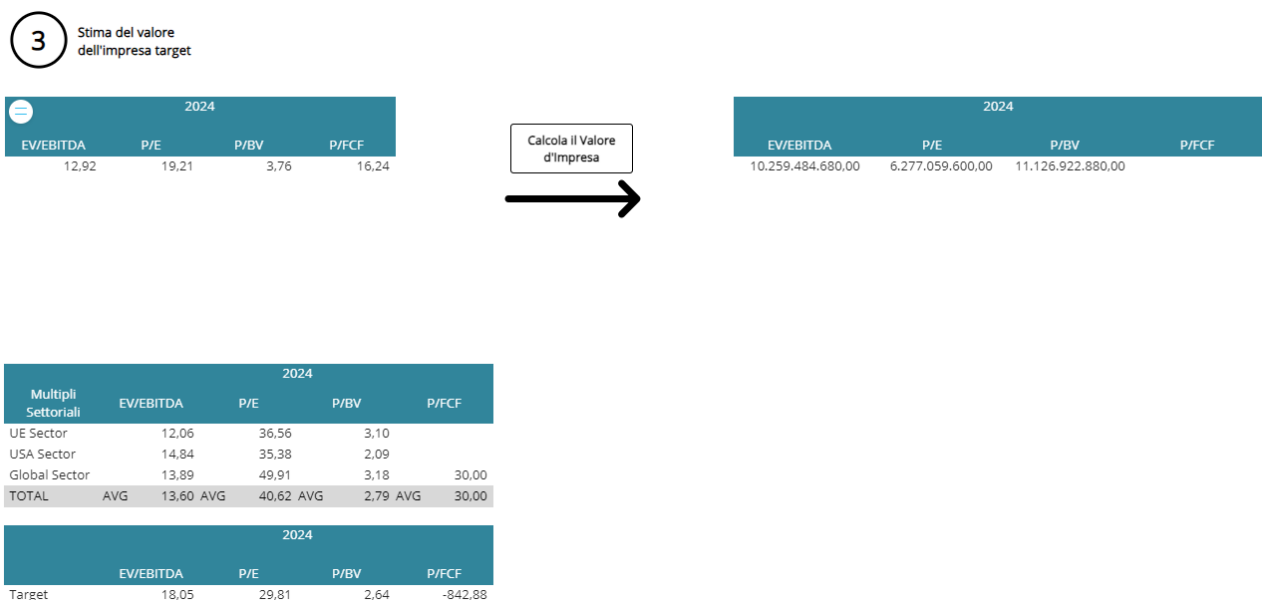 3
Stima del valore
dell'impresa target
2024
EV/EBITDA P/E P/BV P/FCF
12,92 19,21 3,76 16,24
Calcola il Valore
d'Impresa
2024
EV/EBITDA P/E P/BV P/FCF
10.259.484.680,00 6.277.059.600,00 11.126.922.880,00
2024
Multipli
Settoriali
EV/EBITDA P/E P/BV P/FCF
UE Sector 12,06 36,56 3,10
USA Sector 14,84 35,38 2,09
Global Sector 13,89 49,91 3,18 30,00
TOTAL AVG 13,60 AVG 40,62 AVG 2,79 AVG 30,00
2024
EV/EBITDA P/E P/BV P/FCF
Target 18,05 29,81 2,64 -842,88